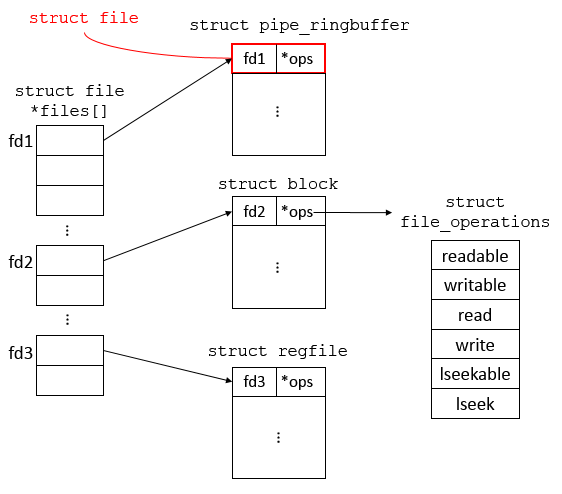 struct file
struct pipe_ringbuffer
fd1 *ops
⋮
struct file
*files[]
fd1
⋮
fd2
⋮
fd3
struct block
fd2 *ops
⋮
struct
file_operations
readable
writable
read
write
lseekable
lseek
struct regfile
fd3 *ops
⋮